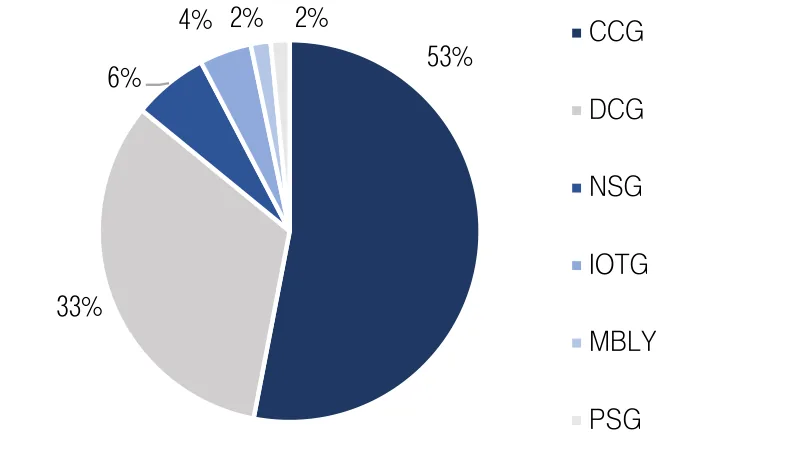 4% 2% 2%
53%
6%
33%
CCG
DCG
NSG
IOTG
MBLY
PSG